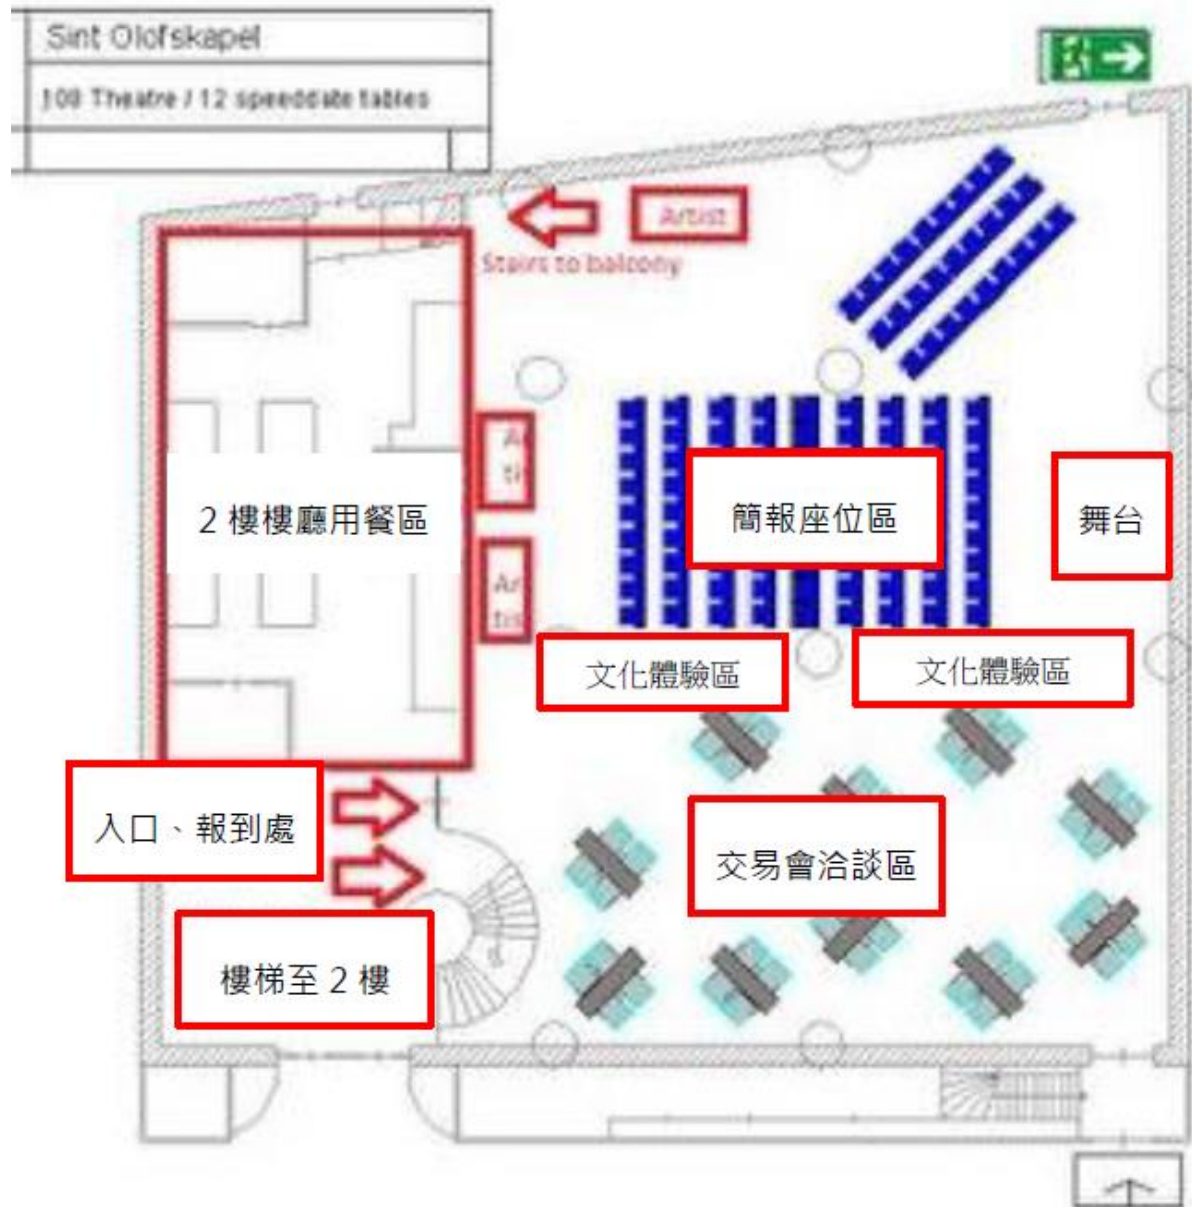 Sint Olofskapel
108 Theatre / 12 speeddate tables
Artist
Stairs to balcony
2 樓樓廳用餐區
簡報座位區
舞台
文化體驗區
文化體驗區
入口、報到處
交易會洽談區
樓梯至 2 樓